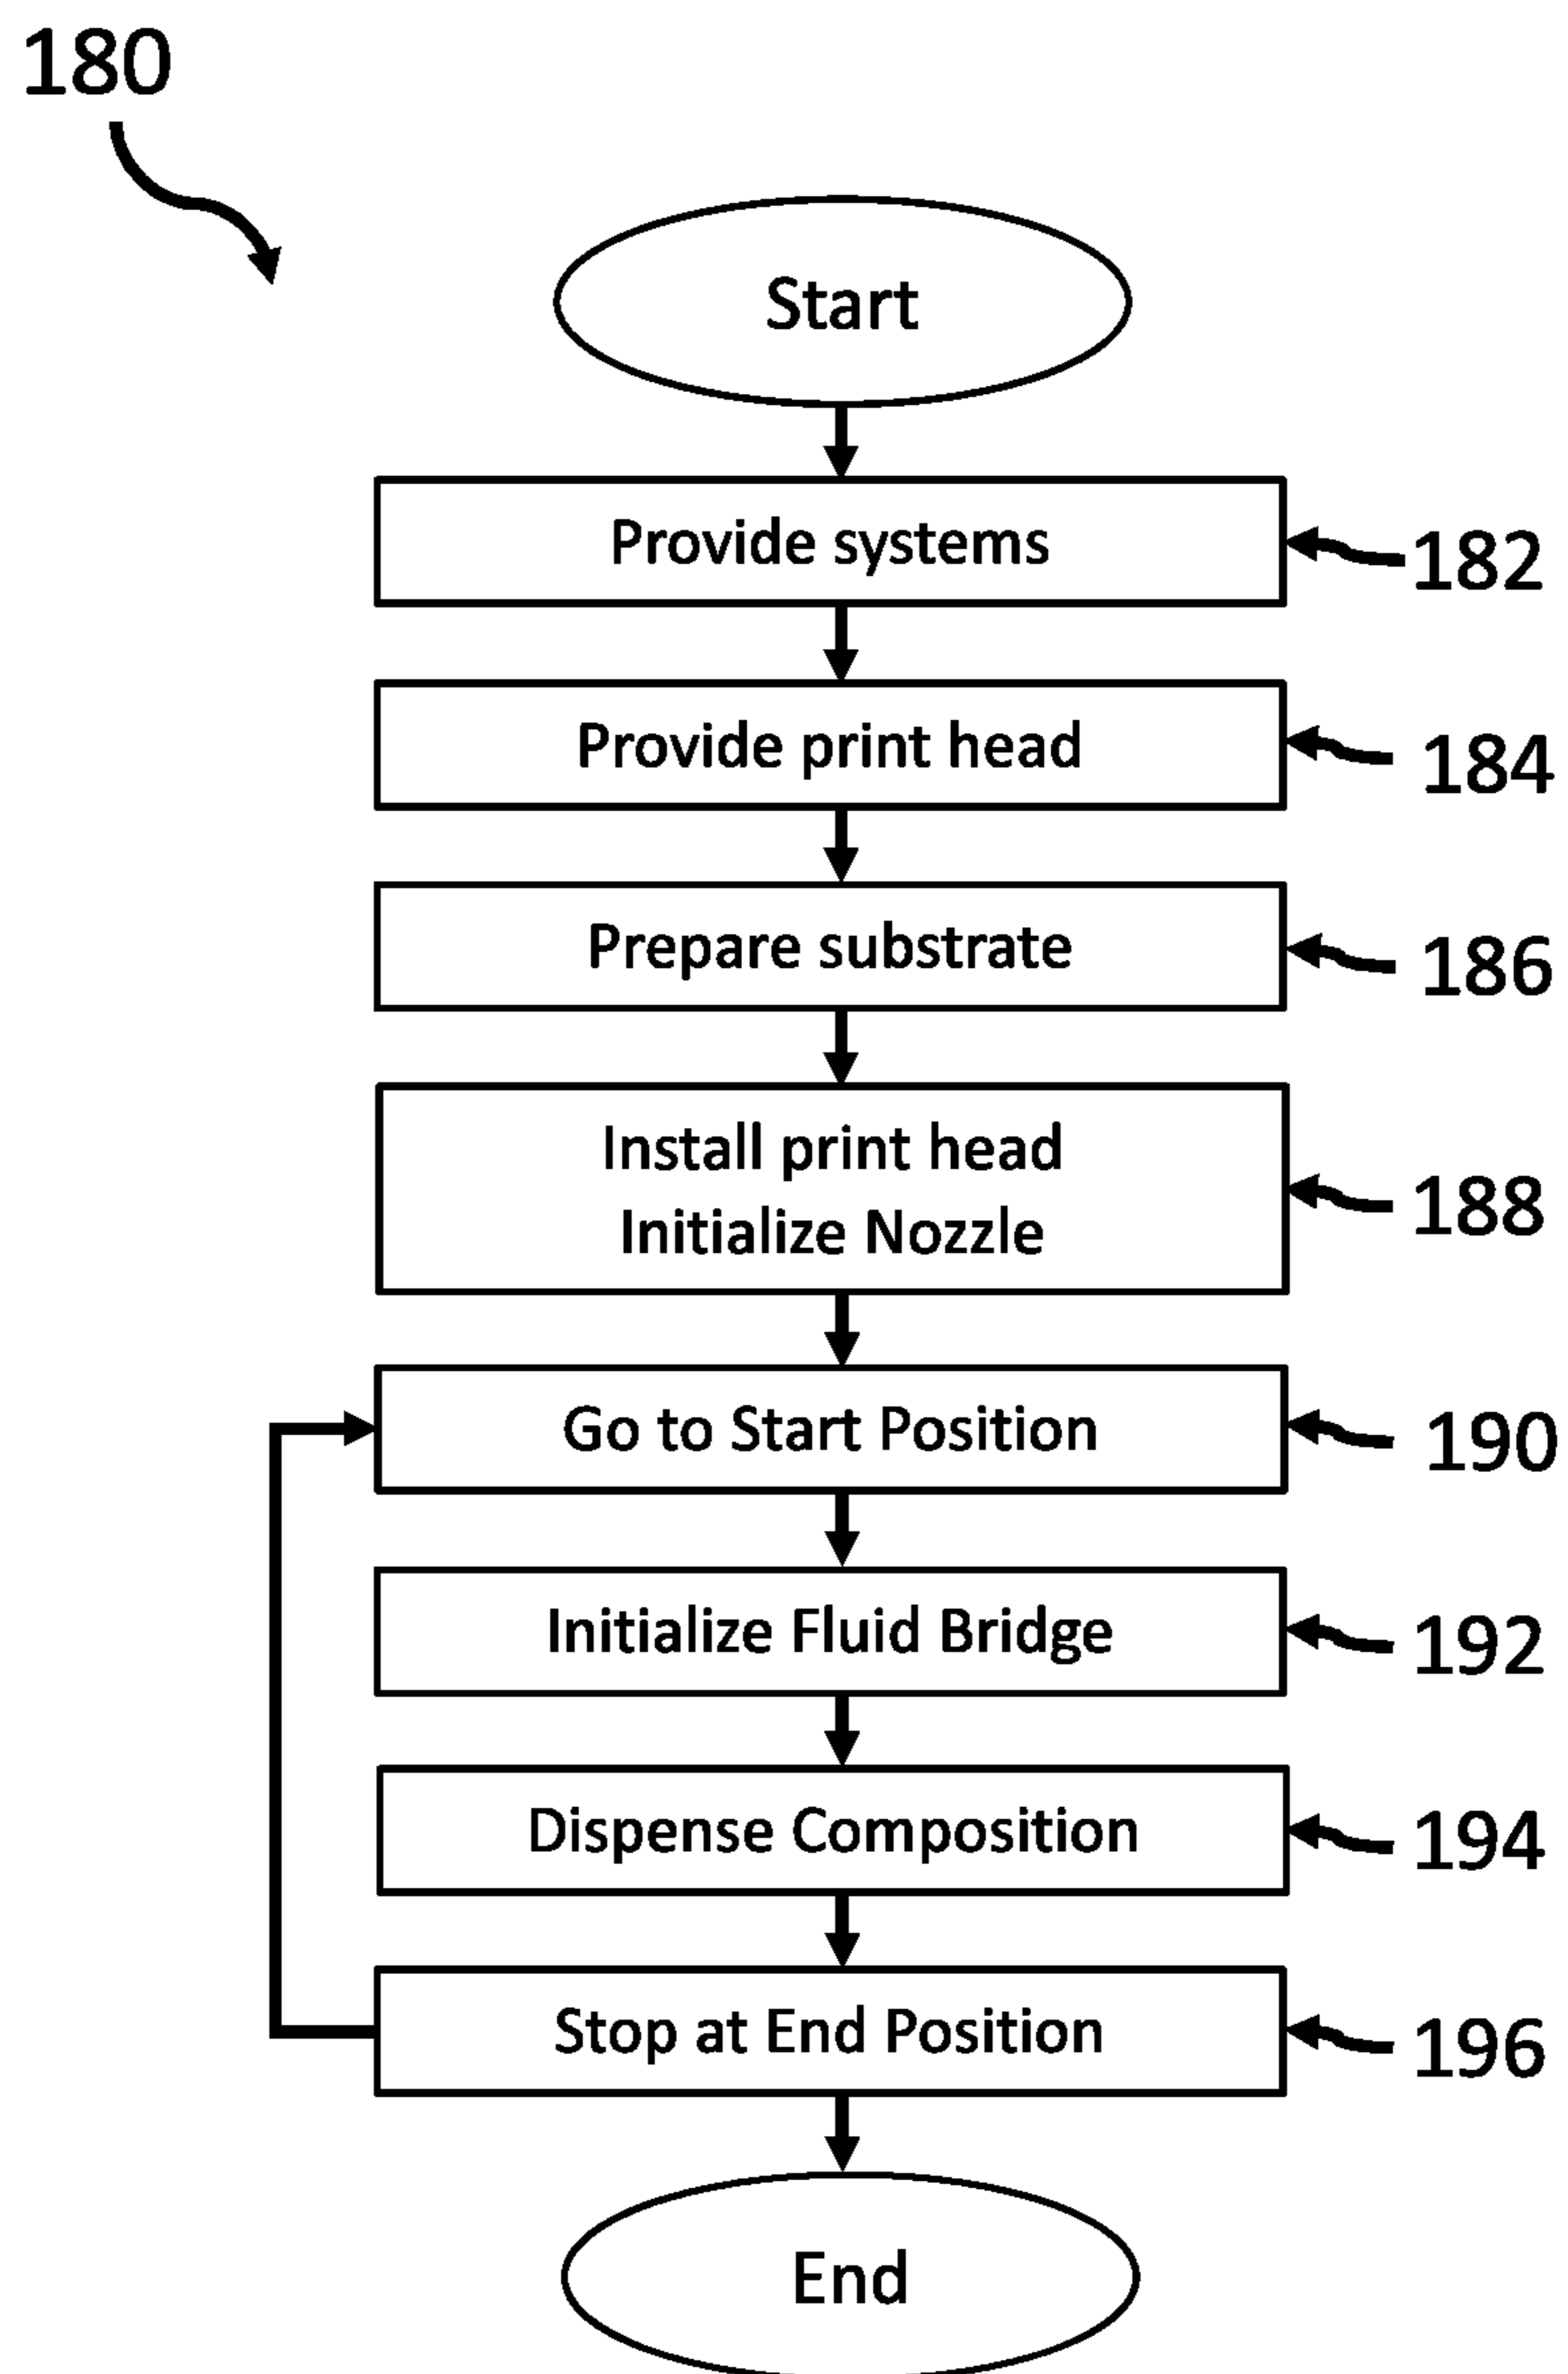 180
Start
Provide systems
182
Provide print head
184
Prepare substrate
186
Install print head
Initialize Nozzle
188
Go to Start Position
190
Initialize Fluid Bridge
192
Dispense Composition
194
Stop at End Position
196
End